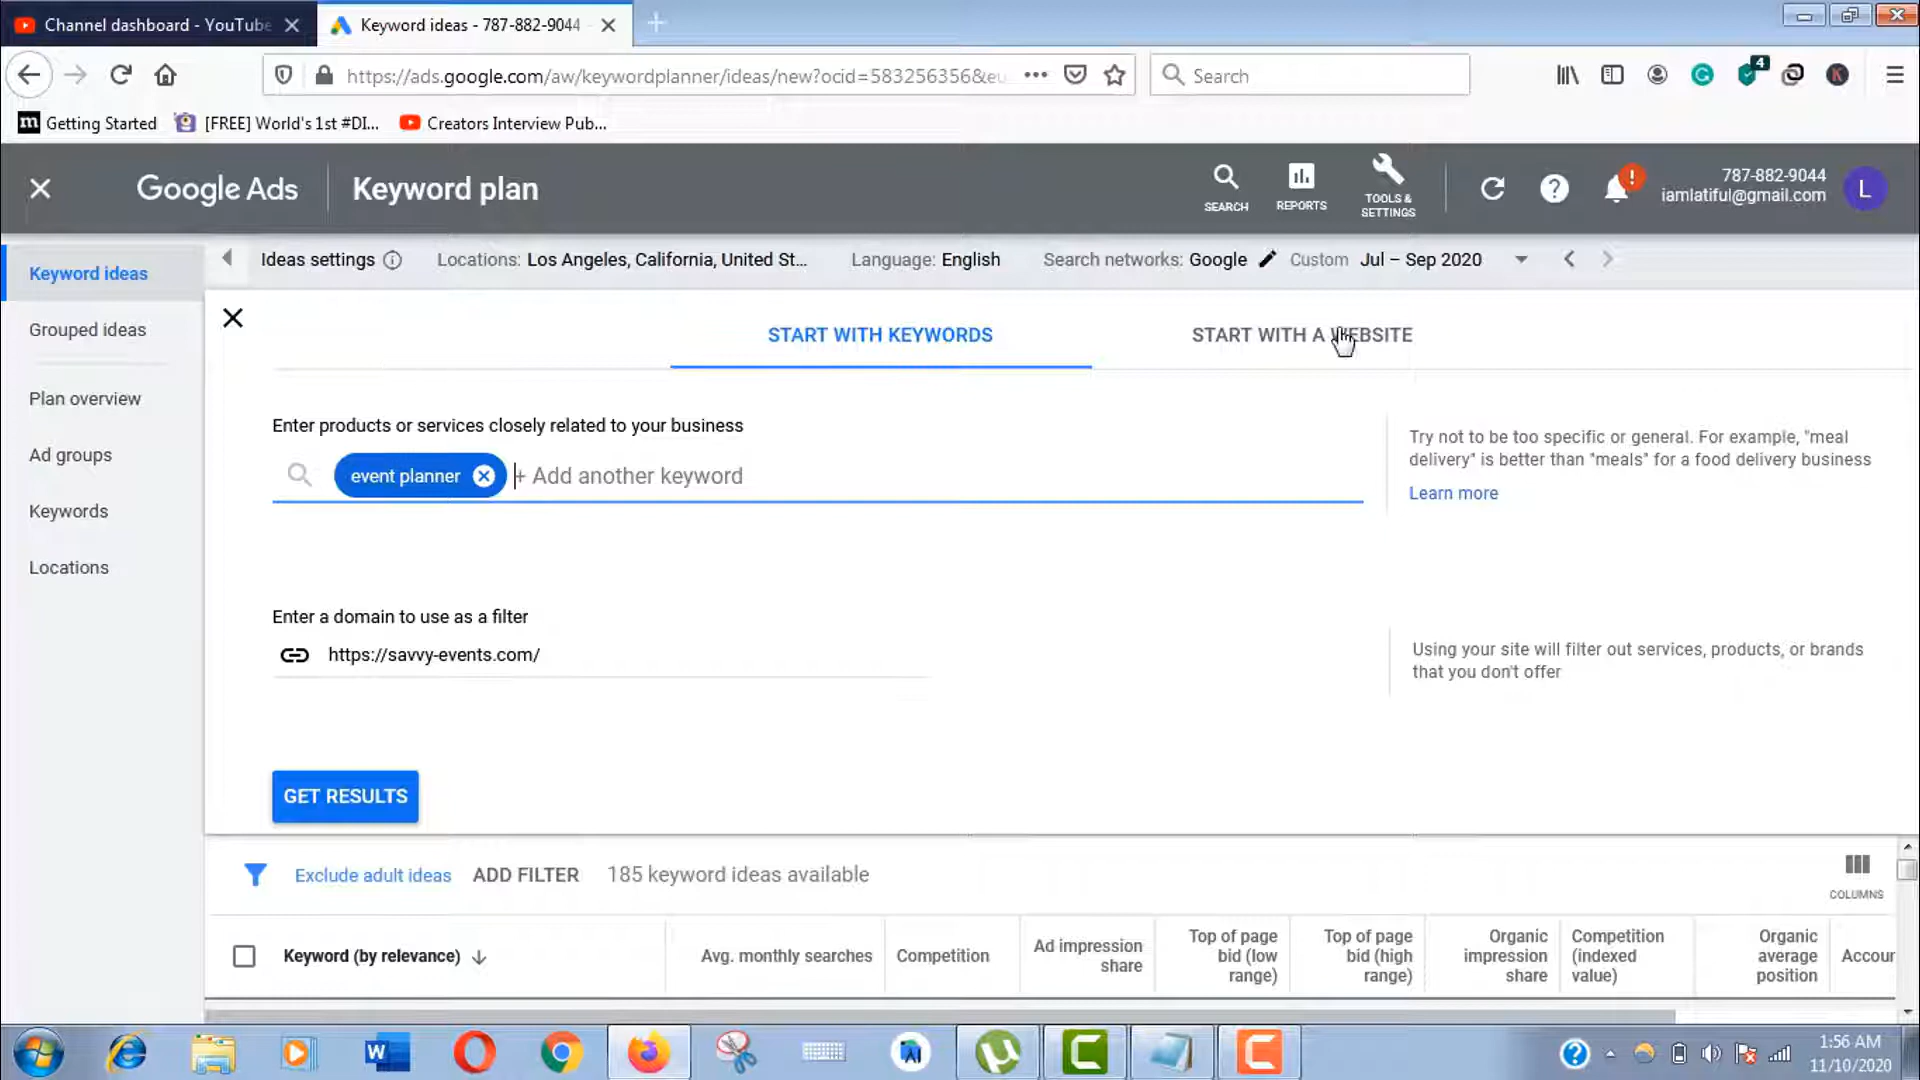 Channel dashboard - YouTube
Keyword ideas - 787-882-9044
https://ads.google.com/aw/keywordplanner/ideas/new?ocid=583256356&eu
Search
4
Getting Started
[FREE] World's 1st #DI...
Creators Interview Pub...
Google Ads
Keyword plan
SEARCH
REPORTS
TOOLS &
SETTINGS
787-882-9044
iamlatiful@gmail.com
L
Keyword ideas
Grouped ideas
Plan overview
Ad groups
Keywords
Locations
Ideas settings
Locations: Los Angeles, California, United St...
Language: English
Search networks: Google
Custom Jul – Sep 2020
START WITH KEYWORDS
START WITH A WEBSITE
Enter products or services closely related to your business
event planner
+ Add another keyword
Try not to be too specific or general. For example, "meal
delivery" is better than "meals" for a food delivery business
Learn more
Enter a domain to use as a filter
https://savvy-events.com/
Using your site will filter out services, products, or brands
that you don't offer
GET RESULTS
Exclude adult ideas
ADD FILTER
185 keyword ideas available
COLUMNS
Keyword (by relevance)
Avg. monthly searches
Competition
Ad impression
share
Top of page
bid (low
range)
Top of page
bid (high
range)
Organic
impression
share
Competition
(indexed
value)
Organic
average
position
Accour
1:56 AM
11/10/2020